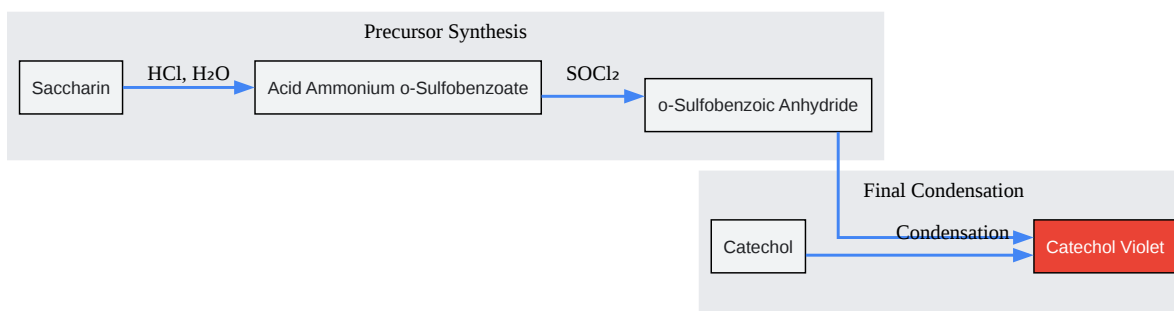 Precursor Synthesis
Saccharin
HCl, H₂O
Acid Ammonium o-Sulfobenzoate
SOCl₂
o-Sulfobenzoic Anhydride
Final Condensation
Catechol
Condensation
Catechol Violet